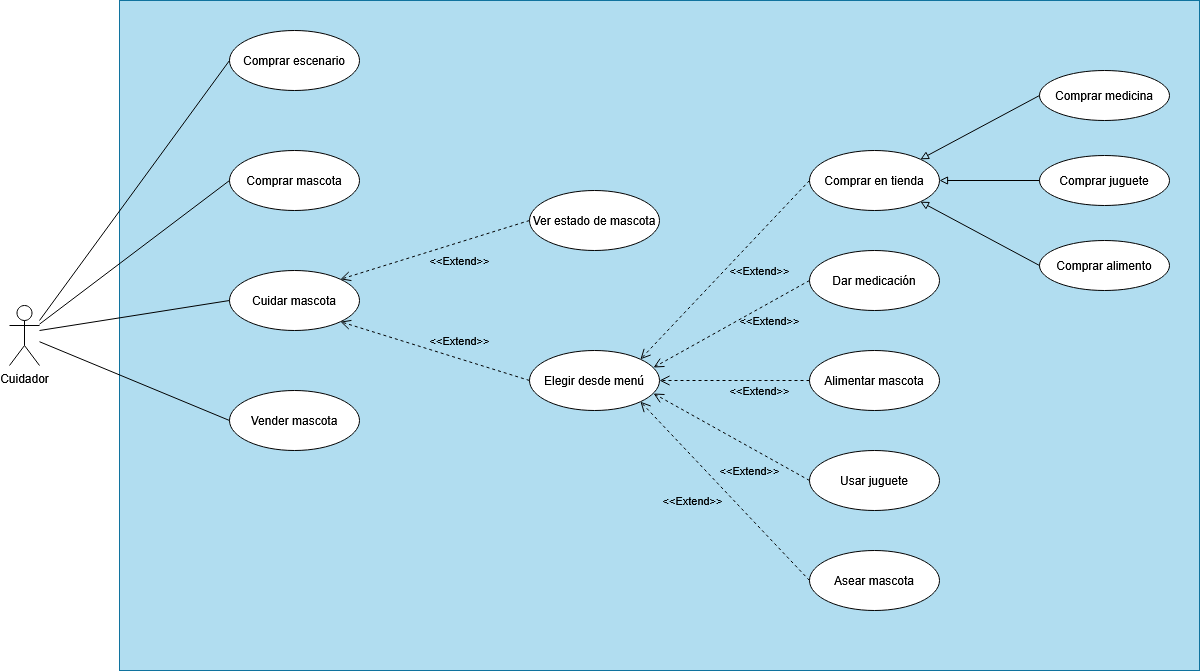 Comprar escenario
Comprar medicina
Comprar mascota
Comprar en tienda
Comprar juguete
Ver estado de mascota
<<Extend>>
Comprar alimento
<<Extend>>
Dar medicación
Cuidar mascota
<<Extend>>
<<Extend>>
Cuidador
Elegir desde menú
Alimentar mascota
<<Extend>>
Vender mascota
<<Extend>>
Usar juguete
<<Extend>>
Asear mascota